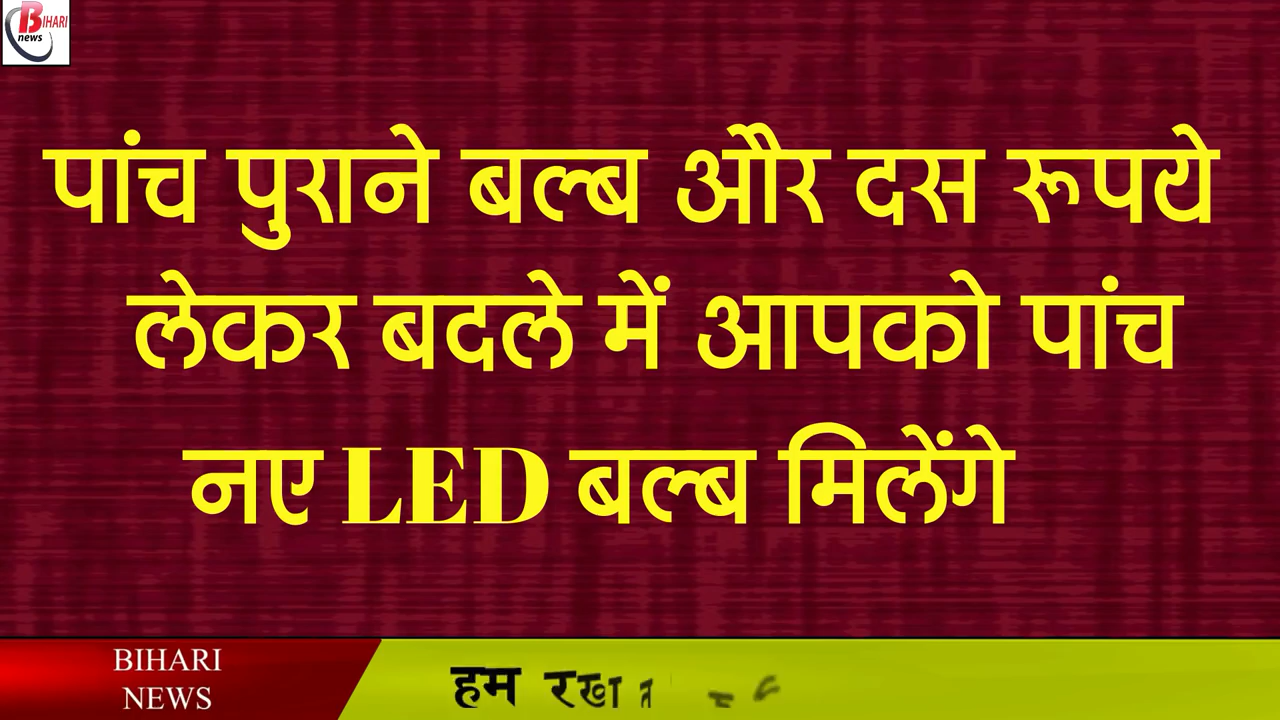 BIHARI
news
पांच पुराने बल्ब और दस रूपये
लेकर बदले में आपको पांच
नए LED बल्ब मिलेंगे
BIHARI
NEWS
हम